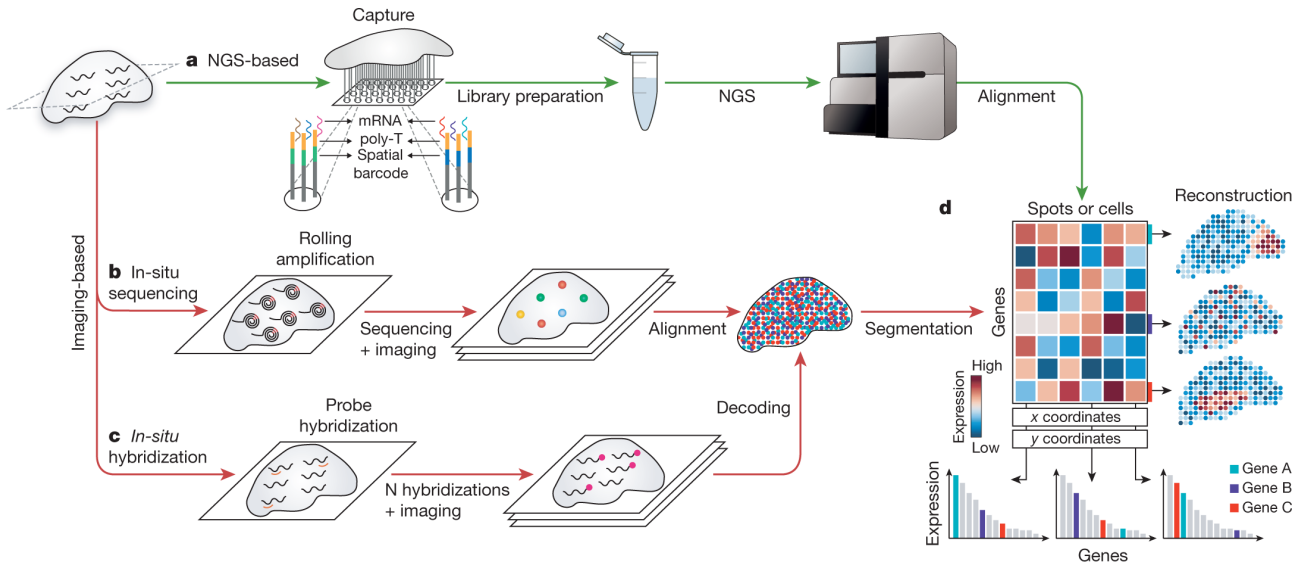 Capture
a NGS-based
Library preparation
NGS
Alignment
mRNA
poly-T
Spatial
barcode
Imaging-based
b In-situ
sequencing
Rolling
amplification
Sequencing
+ imaging
Alignment
Segmentation
c In-situ
hybridization
Probe
hybridization
N hybridizations
+ imaging
Decoding
d
Spots or cells
Reconstruction
Genes
High
Expression
Low
x coordinates
y coordinates
Expression
Genes
Gene A
Gene B
Gene C